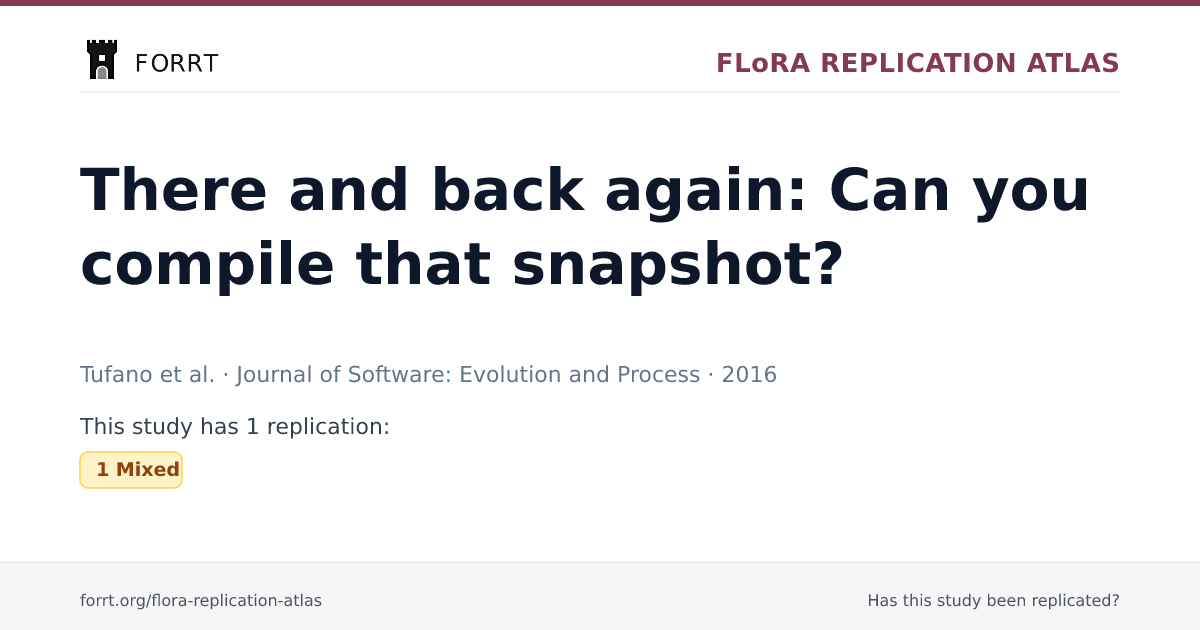 FORRT
FLoRA REPLICATION ATLAS
There and back again: Can you
compile that snapshot?
Tufano et al. · Journal of Software: Evolution and Process · 2016
This study has 1 replication:
1 Mixed
forrt.org/flora-replication-atlas
Has this study been replicated?